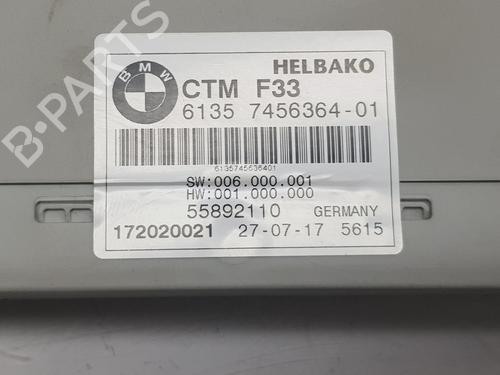 B-PARTS
BMW
HELBAKO
CTM F33
6135 7456364-01
6135745636401
SW:006.000.001
HW:001.000.000
55892110 GERMANY
172020021 27-07-17 5615